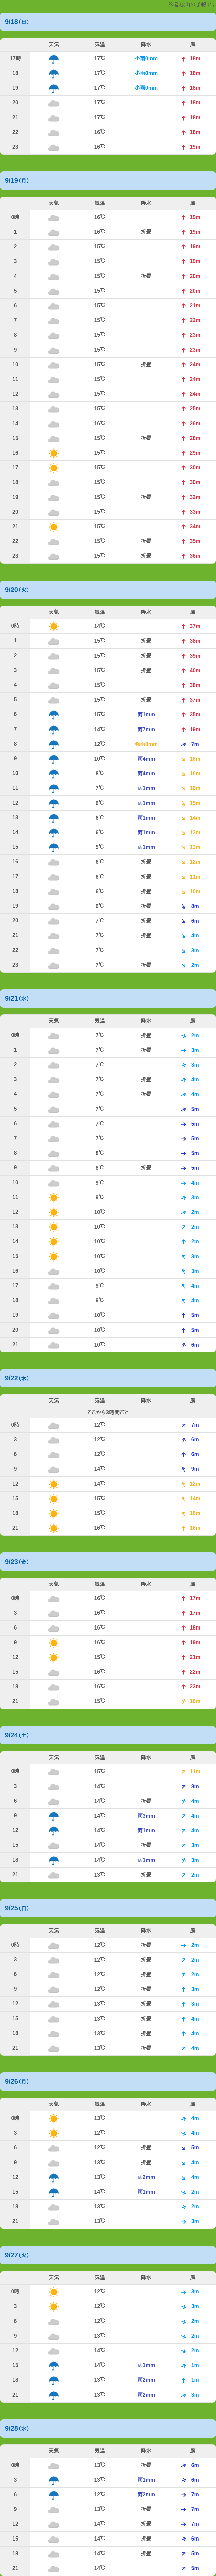 9/18(日)
天気 気温 降水 風
17時 17℃ 小雨0mm 18m
18 17℃ 小雨0mm 18m
19 17℃ 小雨0mm 18m
20 17℃ 18m
21 17℃ 18m
22 16℃ 18m
23 16℃ 19m
9/19(月)
天気 気温 降水 風
0時 16℃ 19m
1 16℃ 折畳 19m
2 15℃ 19m
3 15℃ 19m
4 15℃ 折畳 20m
5 15℃ 20m
6 15℃ 21m
7 15℃ 22m
8 15℃ 23m
9 15℃ 23m
10 15℃ 折畳 24m
11 15℃ 24m
12 15℃ 24m
13 15℃ 25m
14 16℃ 26m
15 15℃ 折畳 28m
16 15℃ 29m
17 15℃ 30m
18 15℃ 30m
19 15℃ 折畳 32m
20 15℃ 33m
21 15℃ 34m
22 15℃ 折畳 35m
23 15℃ 折畳 36m
9/20(火)
天気 気温 降水 風
0時 14℃ 37m
1 15℃ 折畳 38m
2 15℃ 折畳 39m
3 15℃ 折畳 40m
4 15℃ 38m
5 15℃ 折畳 37m
6 15℃ 雨1mm 35m
7 14℃ 雨7mm 19m
8 12℃ 7m
9 10℃ 雨4mm 16m
10 8℃ 雨4mm 16m
11 7℃ 雨1mm 16m
12 6℃ 雨1mm 15m
13 6℃ 雨1mm 14m
14 6℃ 雨1mm 13m
15 5℃ 雨1mm 13m
16 6℃ 折畳 12m
17 6℃ 折畳 11m
18 6℃ 折畳 10m
19 6℃ 折畳 8m
20 7℃ 折畳 6m
21 7℃ 折畳 4m
22 7℃ 3m
23 7℃ 折畳 2m
9/21(水)
天気 気温 降水 風
0時 7℃ 折畳 2m
1 7℃ 折畳 3m
2 7℃ 3m
3 7℃ 折畳 4m
4 7℃ 折畳 4m
5 7℃ 5m
6 7℃ 5m
7 7℃ 5m
8 8℃ 5m
9 8℃ 折畳 5m
10 9℃ 4m
11 9℃ 3m
12 10℃ 2m
13 10℃ 2m
14 10℃ 2m
15 10℃ 3m
16 10℃ 3m
17 9℃ 4m
18 9℃ 4m
19 10℃ 5m
20 10℃ 5m
21 10℃ 6m
9/22(木)
天気 気温 降水 風
ここから3時間ごと
0時 12℃ 7m
3 12℃ 6m
6 12℃ 6m
9 14℃ 9m
12 14℃ 12m
15 15℃ 14m
18 15℃ 16m
21 16℃ 16m
9/23(金)
天気 気温 降水 風
0時 16℃ 17m
3 16℃ 17m
6 16℃ 18m
9 16℃ 19m
12 15℃ 21m
15 16℃ 22m
18 16℃ 23m
21 15℃ 16m
9/24(土)
天気 気温 降水 風
0時 15℃ 11m
3 14℃ 8m
6 14℃ 折畳 4m
9 14℃ 雨3mm 4m
12 14℃ 雨1mm 4m
15 14℃ 折畳 3m
18 14℃ 雨1mm 3m
21 13℃ 折畳 2m
9/25(日)
天気 気温 降水 風
0時 12℃ 折畳 2m
3 12℃ 折畳 2m
6 12℃ 折畳 2m
9 12℃ 折畳 3m
12 13℃ 折畳 3m
15 13℃ 折畳 4m
18 13℃ 折畳 4m
21 13℃ 折畳 4m
9/26(月)
天気 気温 降水 風
0時 13℃ 4m
3 12℃ 4m
6 12℃ 折畳 5m
9 13℃ 折畳 4m
12 13℃ 雨2mm 4m
15 14℃ 雨1mm 2m
18 13℃ 2m
21 13℃ 3m
9/27(火)
天気 気温 降水 風
0時 12℃ 3m
3 12℃ 3m
6 12℃ 2m
9 13℃ 2m
12 14℃ 2m
15 14℃ 雨1mm 1m
18 13℃ 雨2mm 1m
21 13℃ 雨2mm 3m
9/28(水)
天気 気温 降水 風
0時 13℃ 折畳 6m
3 13℃ 雨1mm 6m
6 12℃ 雨2mm 7m
9 13℃ 折畳 7m
12 14℃ 折畳 7m
15 14℃ 折畳 6m
18 14℃ 折畳 5m
21 14℃ 5m